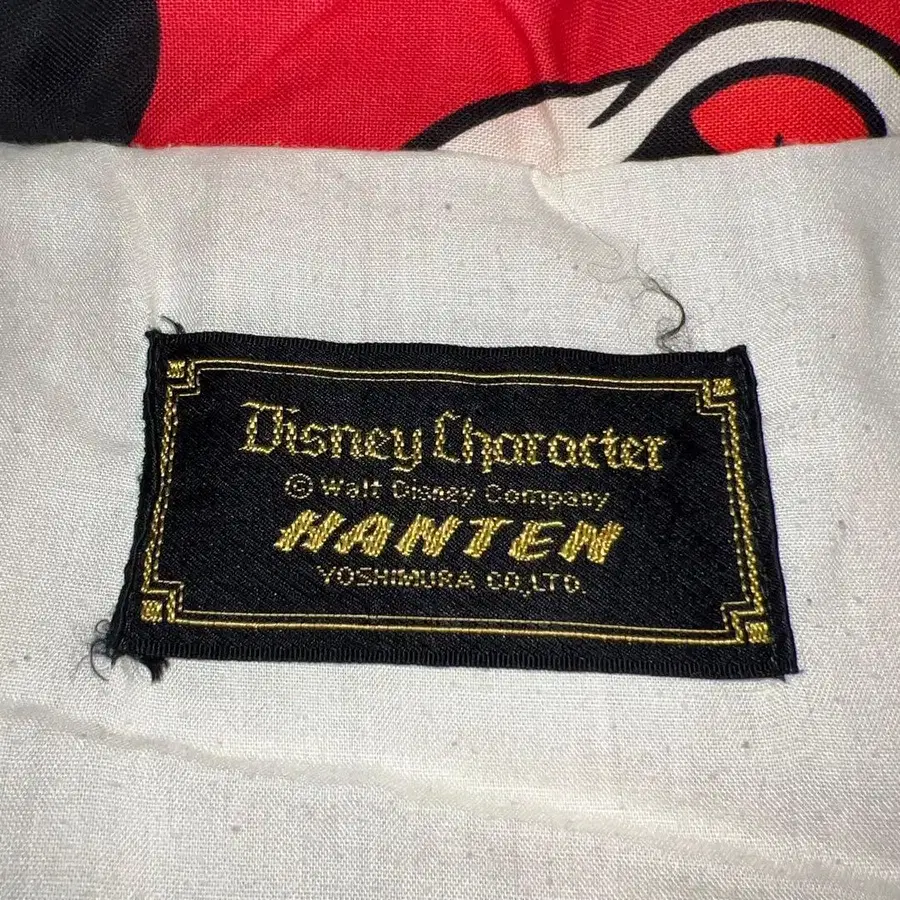 Disney Character
© Walt Disney Company
HANTEN
YOSHIMURA CO.,LTD.